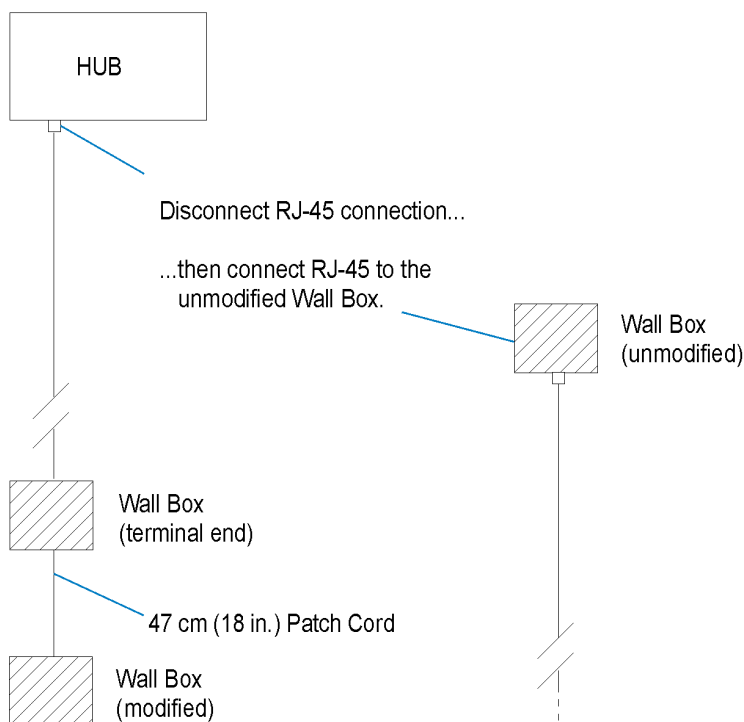 HUB
Disconnect RJ-45 connection...
...then connect RJ-45 to the
unmodified Wall Box.
Wall Box
(unmodified)
Wall Box
(terminal end)
47 cm (18 in.) Patch Cord
Wall Box
(modified)